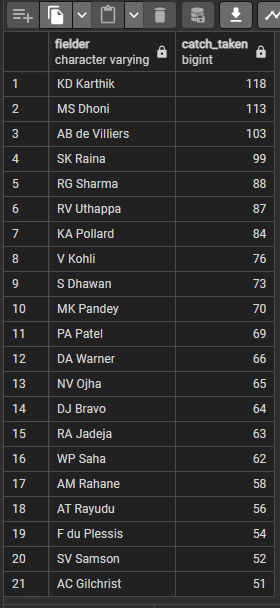 fielder catch_taken
character varying bigint
1 KD Karthik 118
2 MS Dhoni 113
3 AB de Villiers 103
4 SK Raina 99
5 RG Sharma 88
6 RV Uthappa 87
7 KA Pollard 84
8 V Kohli 76
9 S Dhawan 73
10 MK Pandey 70
11 PA Patel 69
12 DA Warner 66
13 NV Ojha 65
14 DJ Bravo 64
15 RA Jadeja 63
16 WP Saha 62
17 AM Rahane 58
18 AT Rayudu 56
19 F du Plessis 54
20 SV Samson 52
21 AC Gilchrist 51